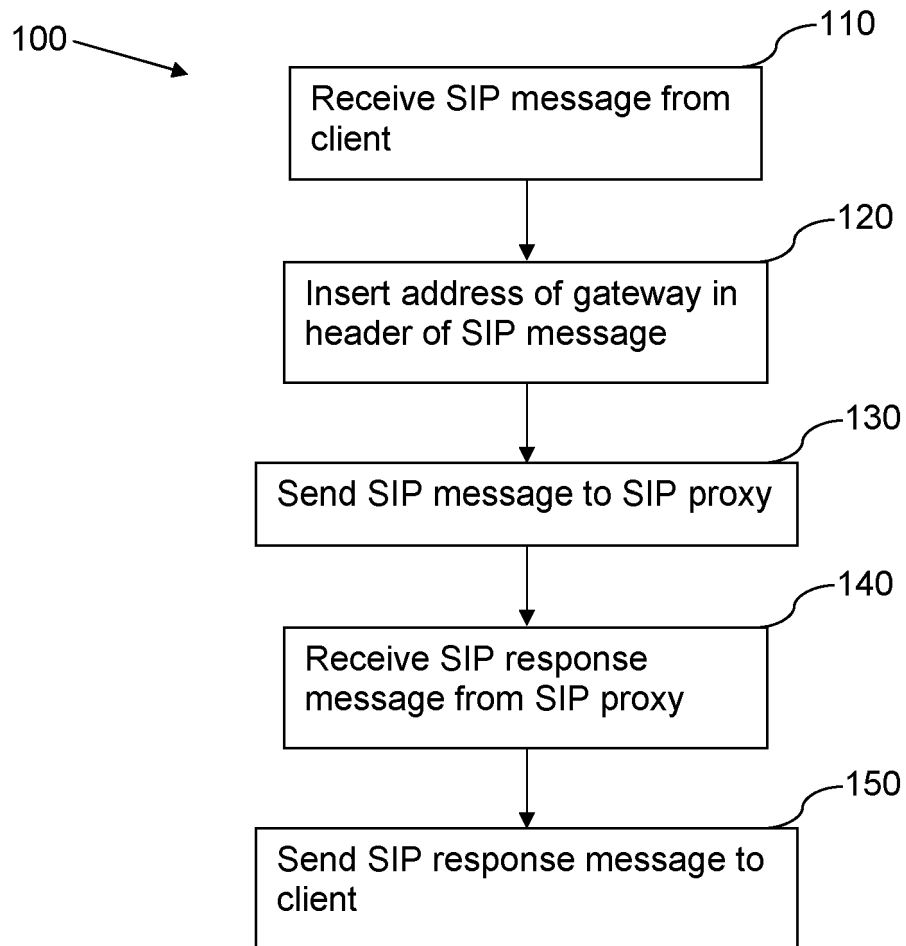 100
110
Receive SIP message from
client
120
Insert address of gateway in
header of SIP message
130
Send SIP message to SIP proxy
140
Receive SIP response
message from SIP proxy
150
Send SIP response message to
client